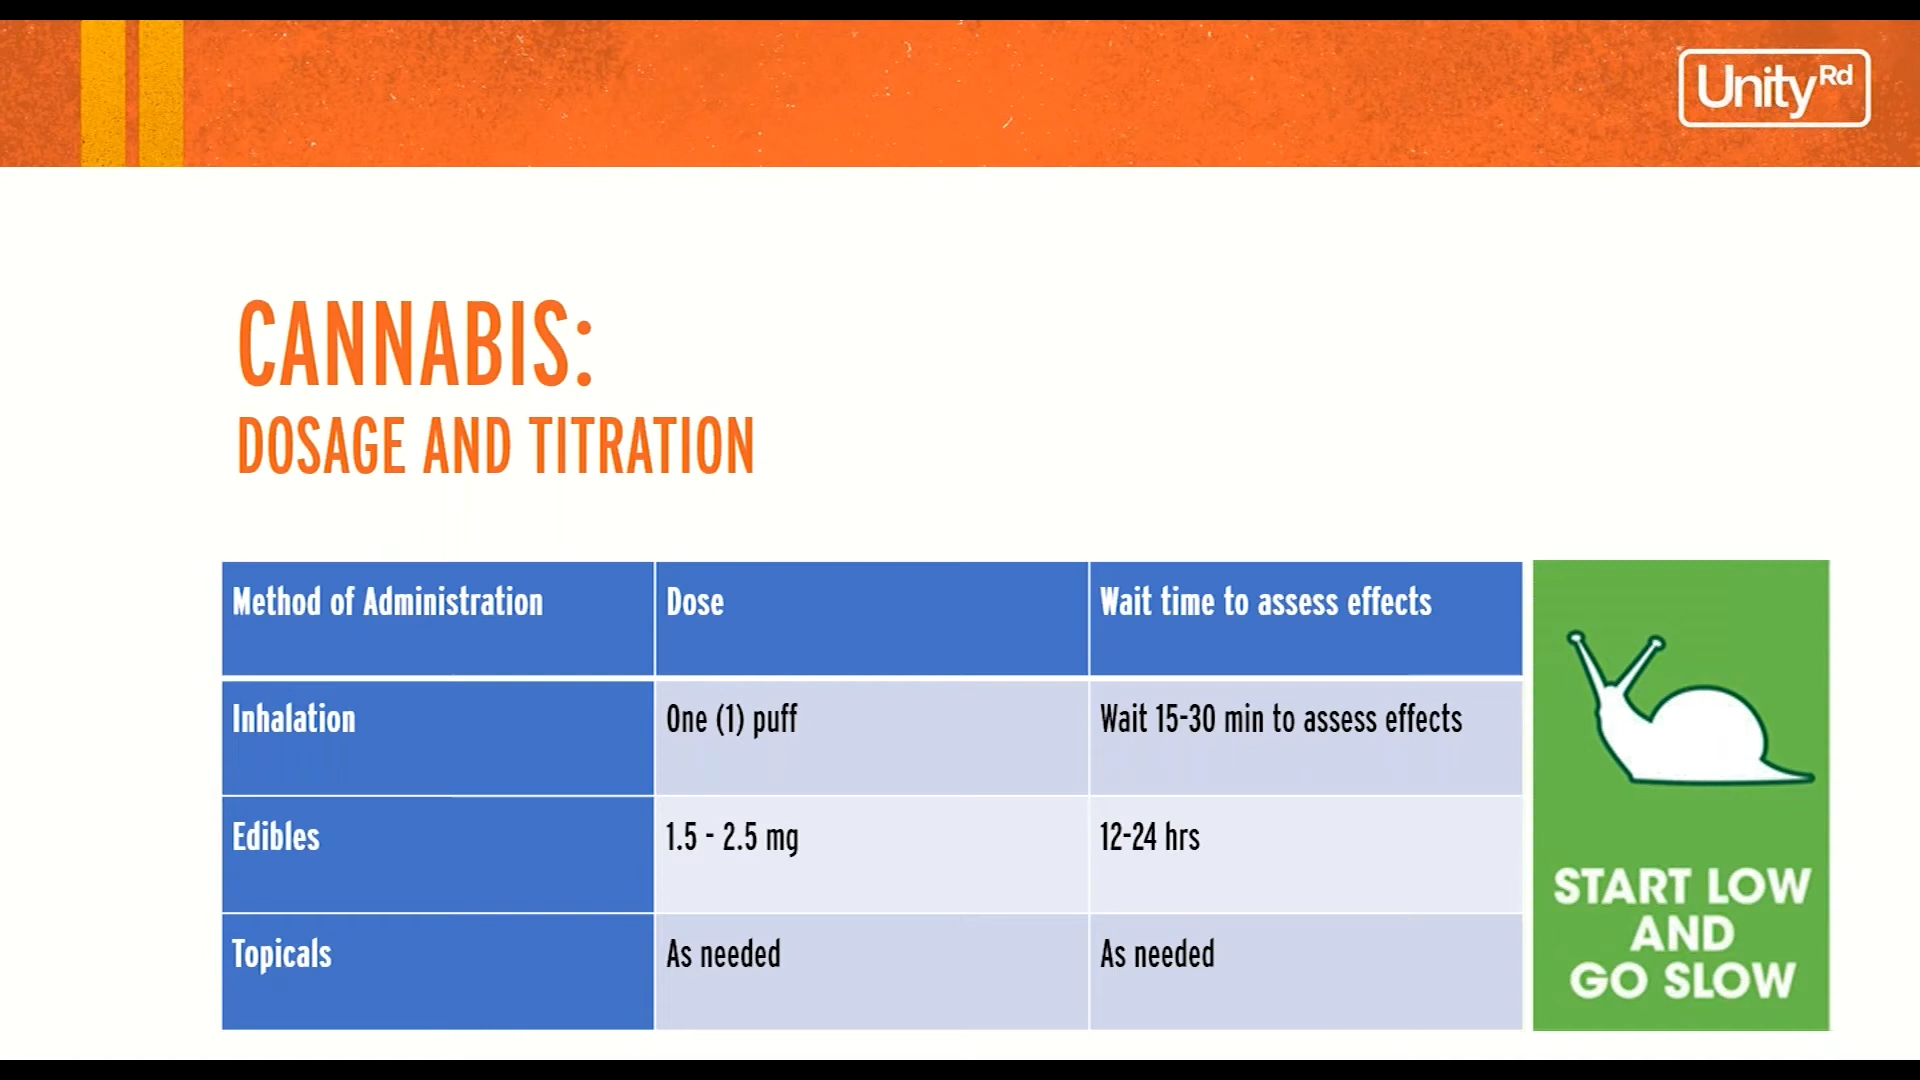 Unity Rd
CANNABIS:
DOSAGE AND TITRATION
Method of Administration
Dose
Wait time to assess effects
Inhalation
One (1) puff
Wait 15-30 min to assess effects
Edibles
1.5 - 2.5 mg
12-24 hrs
Topicals
As needed
As needed
START LOW
AND
GO SLOW